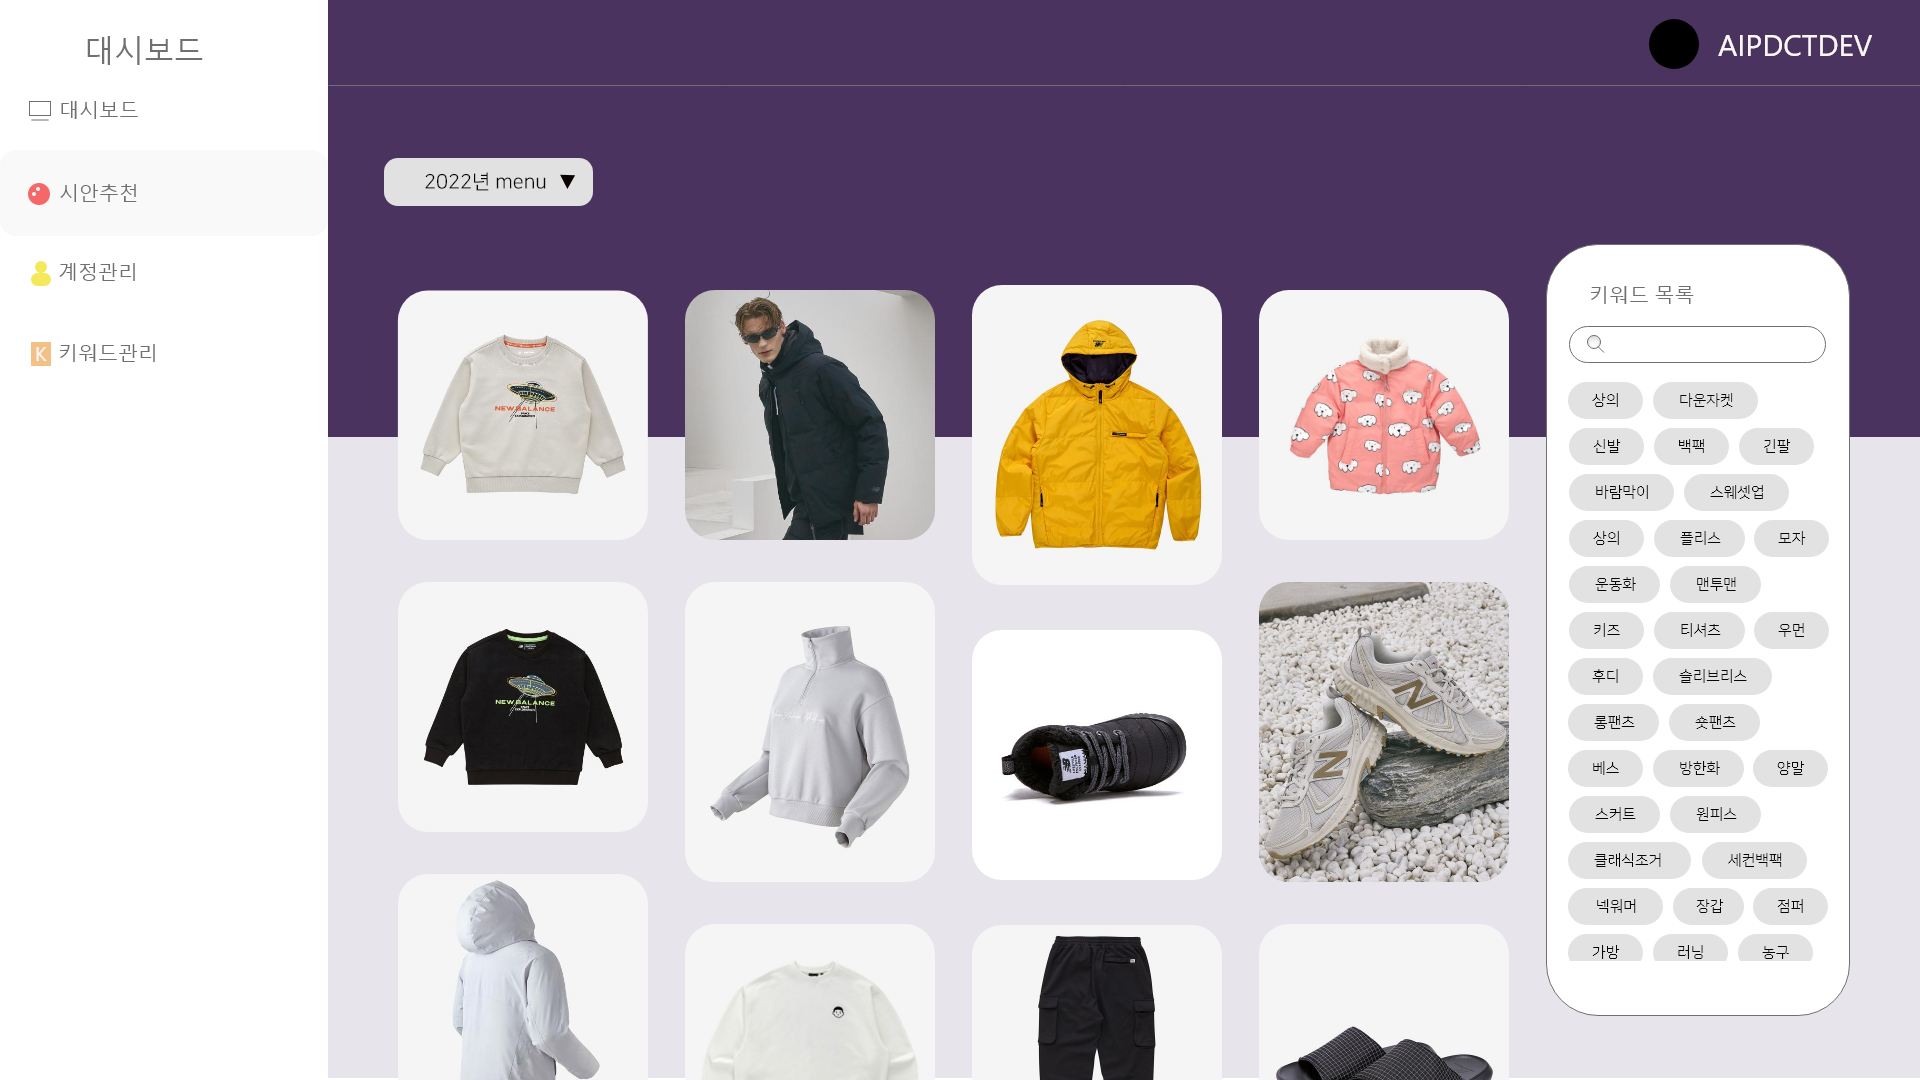 대시보드
대시보드
시안추천
계정관리
K 키워드관리
AIPDCTDEV
2022년 menu ▼
NEW BALANCE
NEW BALANCE
키워드 목록
상의 다운자켓
신발 백팩 긴팔
바람막이 스웨셋업
상의 플리스 모자
운동화 맨투맨
키즈 티셔츠 우먼
후디 슬리브리스
롱팬츠 숏팬츠
베스 방한화 양말
스커트 원피스
클래식조거 세컨백팩
넥워머 장갑 점퍼
가방 러닝 농구